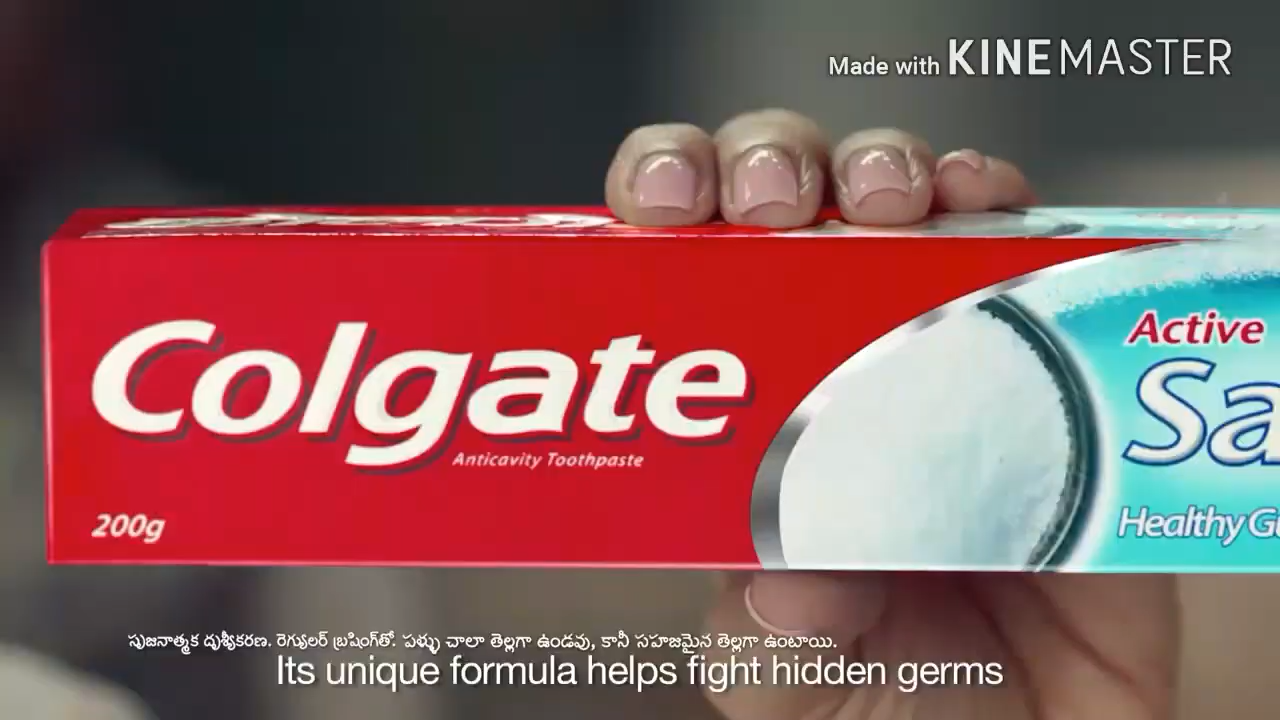 Made with KINEMASTER
Colgate
Anticavity Toothpaste
200g
Active
Sa
Healthy Gu
సృజనాత్మక దృశ్యీకరణ. రెగ్యులర్ బ్రషింగ్‌తో. పళ్ళు చాలా తెల్లగా ఉండవు, కానీ సహజమైన తెల్లగా ఉంటాయి.
Its unique formula helps fight hidden germs